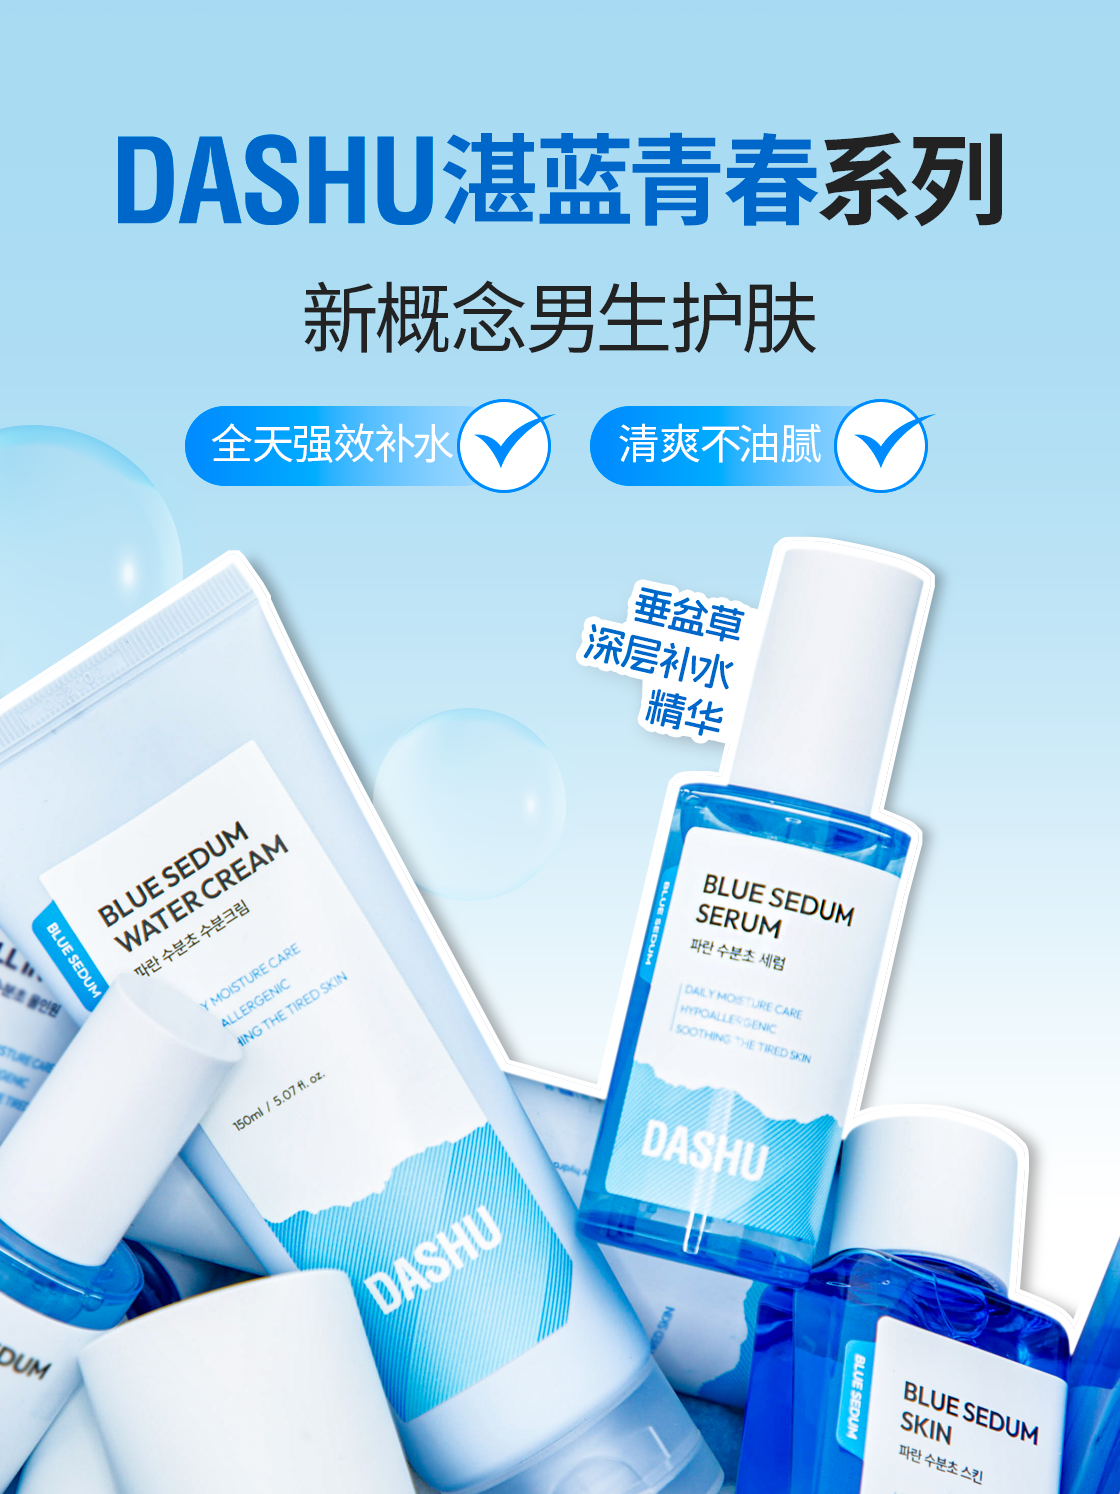 DASHU湛蓝青春系列
新概念男生护肤
全天强效补水
清爽不油腻
垂盆草
深层补水
精华
BLUE SEDUM
WATER CREAM
파란 수분초 수분크림
BLUE SEDUM
MOISTURE CARE
ALLERGENIC
THE TIRED SKIN
150ml / 5.07 fl. oz.
DASHU
BLUE SEDUM
SERUM
파란 수분초 세럼
BLUE SEDUM
DAILY MOISTURE CARE
HYPOALLERGENIC
SOOTHING THE TIRED SKIN
DASHU
BLUE SEDUM
SKIN
파란 수분초 스킨
BLUE SEDUM